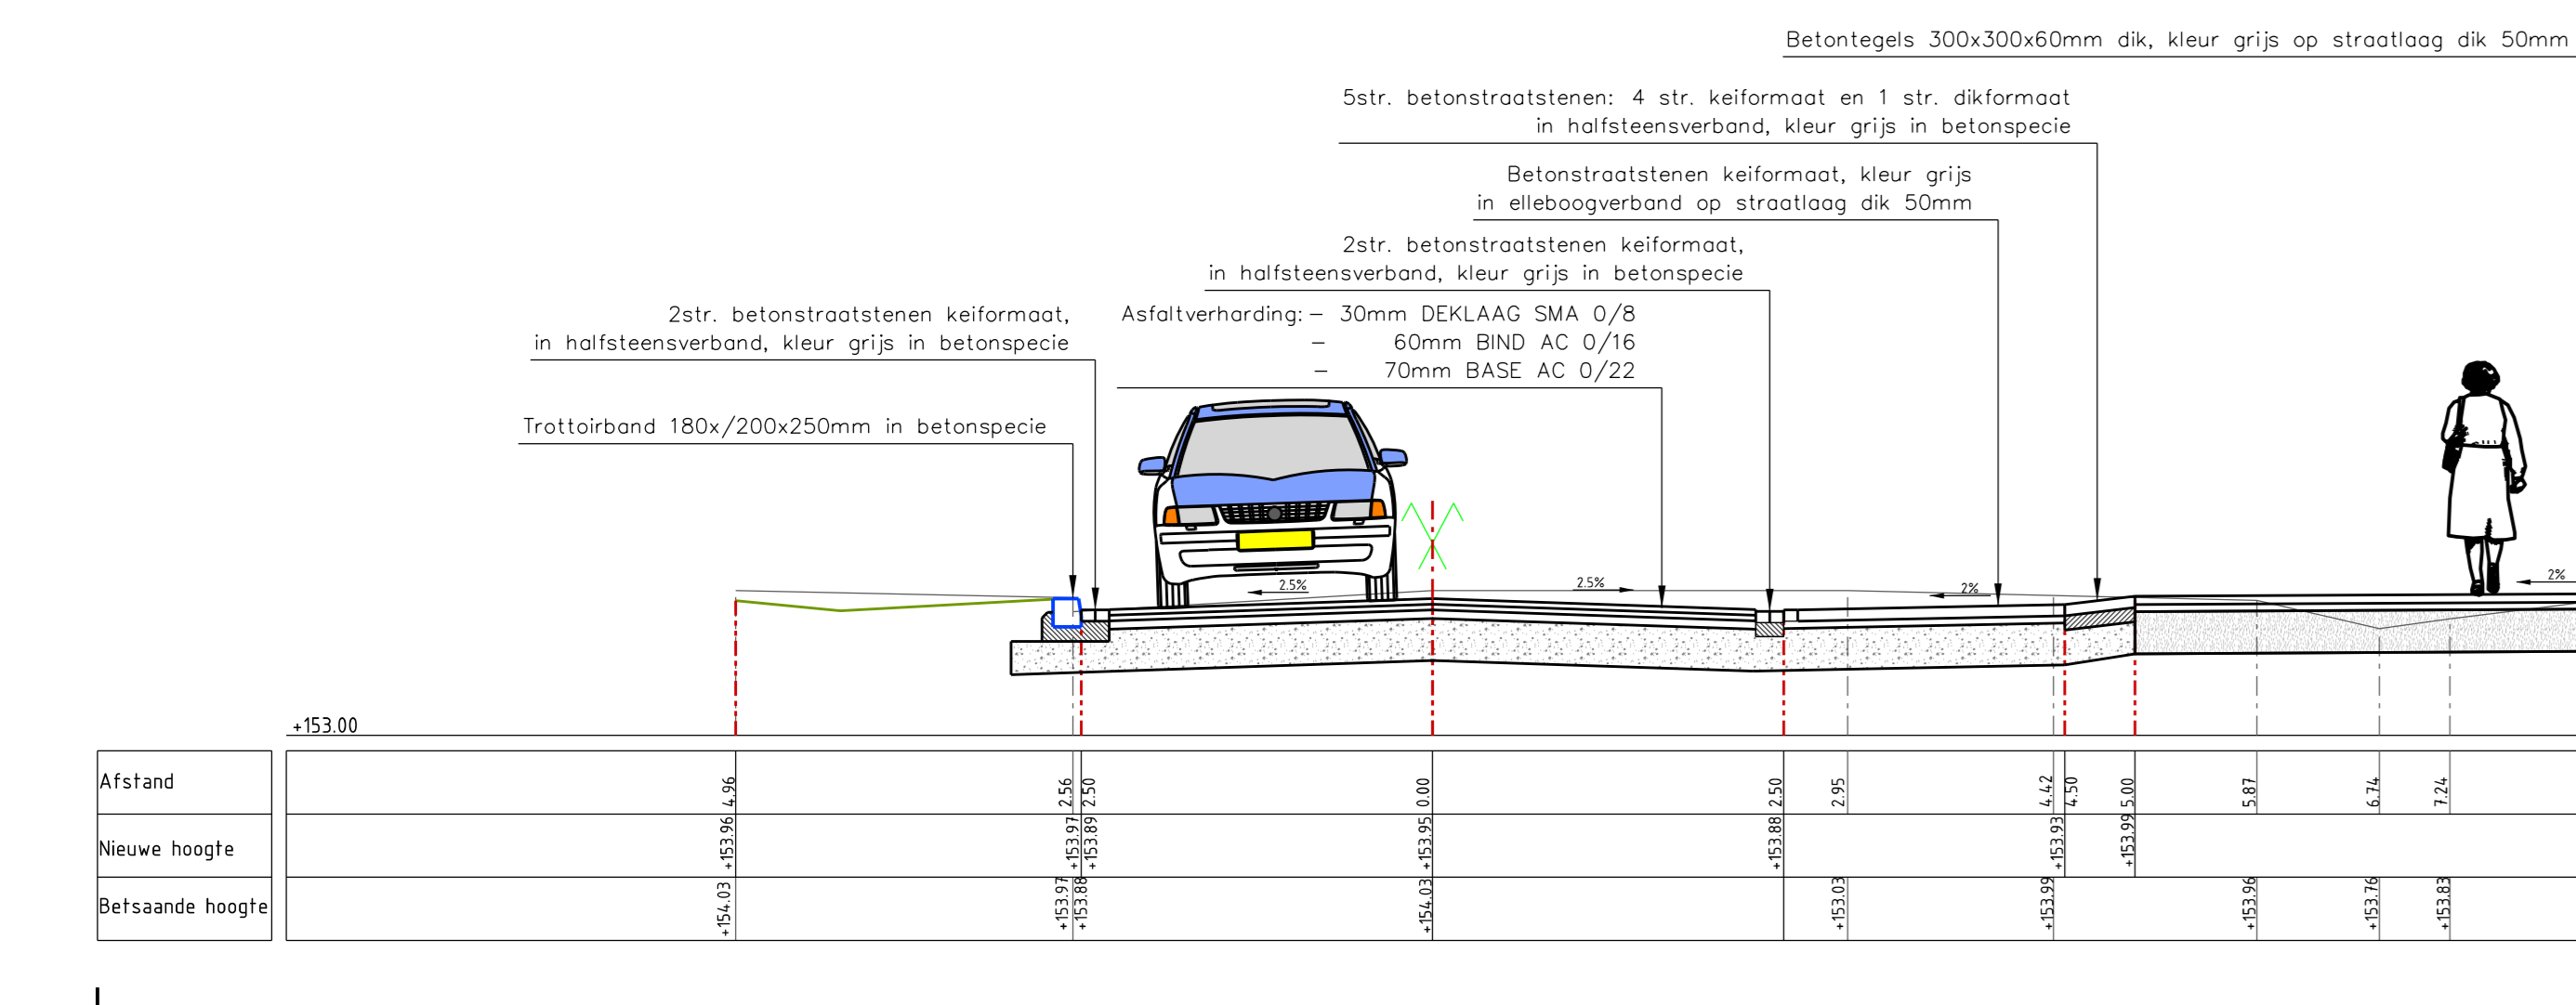 Betontegels 300x300x60mm dik, kleur grijs op straatlaag dik 50mm
5str. betonstraatstenen: 4 str. keiformaat en 1 str. dikformaat
in halfsteensverband, kleur grijs in betonspecie
Betonstraatstenen keiformaat, kleur grijs
in elleboogverband op straatlaag dik 50mm
2str. betonstraatstenen keiformaat,
in halfsteensverband, kleur grijs in betonspecie
2str. betonstraatstenen keiformaat,
in halfsteensverband, kleur grijs in betonspecie
Asfaltverharding: – 30mm DEKLAAG SMA 0/8
– 60mm BIND AC 0/16
– 70mm BASE AC 0/22
Trottoirband 180x/200x250mm in betonspecie
2.5% 2.5% 2% 2%
+153.00
Afstand 4.96 2.56 2.50 0.00 2.50 2.95 4.42 4.50 5.00 5.87 6.74 7.24
Nieuwe hoogte +153.96 +153.97 +153.89 +153.95 +153.88 +153.93 +153.99
Betsaande hoogte +154.03 +153.97 +153.88 +154.03 +153.03 +153.99 +153.96 +153.76 +153.83